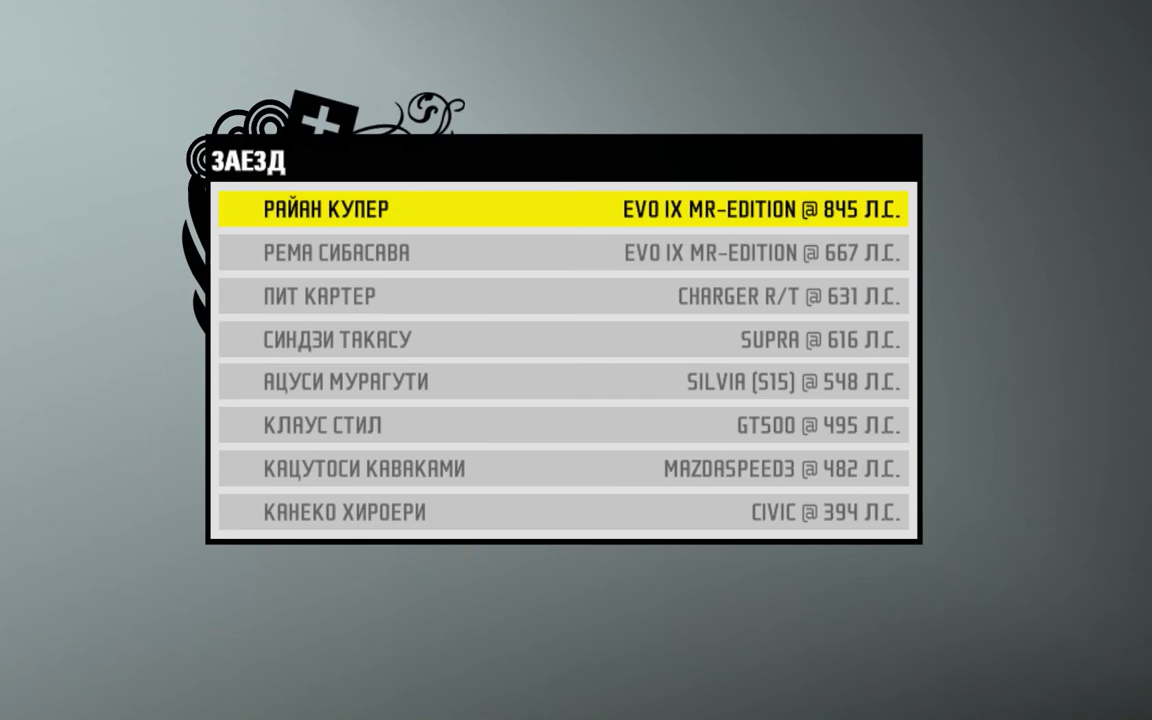 ЗАЕЗД
РАЙАН КУПЕР EVO IX MR-EDITION @ 845 Л.С.
РЕМА СИБАСАВА EVO IX MR-EDITION @ 667 Л.С.
ПИТ КАРТЕР CHARGER R/T @ 631 Л.С.
СИНДЗИ ТАКАСУ SUPRA @ 616 Л.С.
АЦУСИ МУРАГУТИ SILVIA (S15) @ 548 Л.С.
КЛАУС СТИЛ GT500 @ 495 Л.С.
КАЦУТОСИ КАВАКАМИ MAZDASPEED3 @ 482 Л.С.
КАНЕКО ХИРОЕРИ CIVIC @ 394 Л.С.